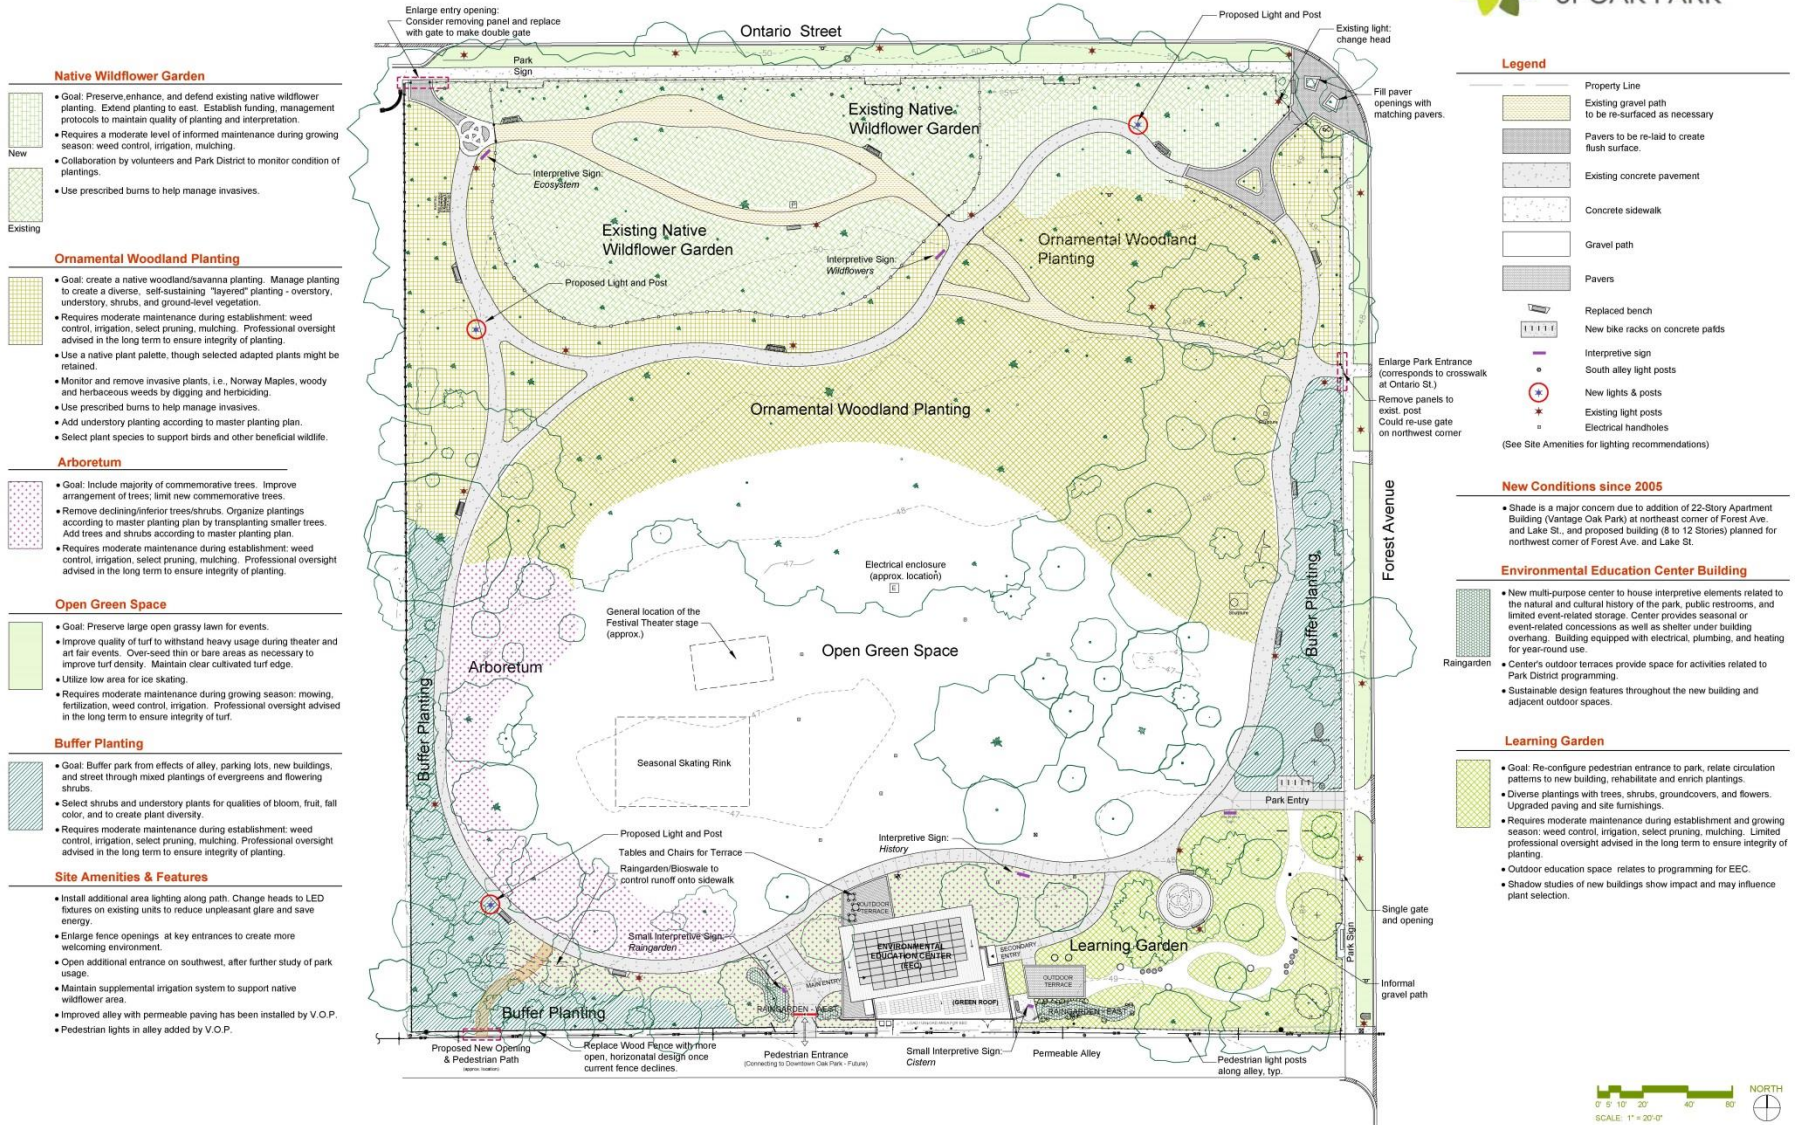 OF OAK PARK
Enlarge entry opening:
Consider removing panel and replace
with gate to make double gate
Ontario Street
Park
Sign
Proposed Light and Post
Existing light:
change head
Fill paver
openings with
matching pavers.
Native Wildflower Garden
• Goal: Preserve,enhance, and defend existing native wildflower
planting. Extend planting to east. Establish funding, management
protocols to maintain quality of planting and interpretation.
• Requires a moderate level of informed maintenance during growing
season: weed control, irrigation, mulching.
• Collaboration by volunteers and Park District to monitor condition of
plantings.
• Use prescribed burns to help manage invasives.
New
Existing
Ornamental Woodland Planting
• Goal: create a native woodland/savanna planting. Manage planting
to create a diverse, self-sustaining "layered" planting - overstory,
understory, shrubs, and ground-level vegetation.
• Requires moderate maintenance during establishment: weed
control, irrigation, select pruning, mulching. Professional oversight
advised in the long term to ensure integrity of planting.
• Use a native plant palette, though selected adapted plants might be
retained.
• Monitor and remove invasive plants, i.e., Norway Maples, woody
and herbaceous weeds by digging and herbiciding.
• Use prescribed burns to help manage invasives.
• Add understory planting according to master planting plan.
• Select plant species to support birds and other beneficial wildlife.
Arboretum
• Goal: Include majority of commemorative trees. Improve
arrangement of trees; limit new commemorative trees.
• Remove declining/inferior trees/shrubs. Organize plantings
according to master planting plan by transplanting smaller trees.
Add trees and shrubs according to master planting plan.
• Requires moderate maintenance during establishment: weed
control, irrigation, select pruning, mulching. Professional oversight
advised in the long term to ensure integrity of planting.
Open Green Space
• Goal: Preserve large open grassy lawn for events.
• Improve quality of turf to withstand heavy usage during theater and
art fair events. Over-seed thin or bare areas as necessary to
improve turf density. Maintain clear cultivated turf edge.
• Utilize low area for ice skating.
• Requires moderate maintenance during growing season: mowing,
fertilization, weed control, irrigation. Professional oversight advised
in the long term to ensure integrity of turf.
Buffer Planting
• Goal: Buffer park from effects of alley, parking lots, new buildings,
and street through mixed plantings of evergreens and flowering
shrubs.
• Select shrubs and understory plants for qualities of bloom, fruit, fall
color, and to create plant diversity.
• Requires moderate maintenance during establishment: weed
control, irrigation, select pruning, mulching. Professional oversight
advised in the long term to ensure integrity of planting.
Site Amenities & Features
• Install additional area lighting along path. Change heads to LED
fixtures on existing units to reduce unpleasant glare and save
energy.
• Enlarge fence openings at key entrances to create more
welcoming environment.
• Open additional entrance on southwest, after further study of park
usage.
• Maintain supplemental irrigation system to support native
wildflower area.
• Improved alley with permeable paving has been installed by V.O.P.
• Pedestrian lights in alley added by V.O.P.
Existing Native
Wildflower Garden
Interpretive Sign:
Ecosystem
P
Existing Native
Wildflower Garden
Interpretive Sign:
Wildflowers
Ornamental Woodland
Planting
Proposed Light and Post
Ornamental Woodland Planting
Enlarge Park Entrance
(corresponds to crosswalk
at Ontario St.)
Remove panels to
exist. post
Could re-use gate
on northwest corner
Electrical enclosure
(approx. location)
E
General location of the
Festival Theater stage
(approx.)
Arboretum
Open Green Space
Buffer Planting
Buffer Planting
Forest Avenue
Seasonal Skating Rink
Park Entry
Proposed Light and Post
Tables and Chairs for Terrace
Raingarden/Bioswale to
control runoff onto sidewalk
Interpretive Sign:
History
Small Interpretive Sign:
Raingarden
OUTDOOR
TERRACE
ENVIRONMENTAL
EDUCATION CENTER
(EEC)
SECONDARY
ENTRY
MAIN ENTRY
Learning Garden
OUTDOOR
TERRACE
(GREEN ROOF)
RAINGARDEN - WEST
RAINGARDEN - EAST
Single gate
and opening
Park Sign
Informal
gravel path
Buffer Planting
Proposed New Opening
& Pedestrian Path
(approx. location)
Replace Wood Fence with more
open, horizonatal design once
current fence declines.
Pedestrian Entrance
(Connecting to Downtown Oak Park - Future)
Small Interpretive Sign:
Cistern
Permeable Alley
Pedestrian light posts
along alley, typ.
Legend
Property Line
Existing gravel path
to be re-surfaced as necessary
Pavers to be re-laid to create
flush surface.
Existing concrete pavement
Concrete sidewalk
Gravel path
Pavers
Replaced bench
New bike racks on concrete pafds
Interpretive sign
South alley light posts
New lights & posts
Existing light posts
Electrical handholes
(See Site Amenities for lighting recommendations)
New Conditions since 2005
• Shade is a major concern due to addition of 22-Story Apartment
Building (Vantage Oak Park) at northeast corner of Forest Ave.
and Lake St., and proposed building (8 to 12 Stories) planned for
northwest corner of Forest Ave. and Lake St.
Environmental Education Center Building
• New multi-purpose center to house interpretive elements related to
the natural and cultural history of the park, public restrooms, and
limited event-related storage. Center provides seasonal or
event-related concessions as well as shelter under building
overhang. Building equipped with electrical, plumbing, and heating
for year-round use.
• Center's outdoor terraces provide space for activities related to
Park District programming.
• Sustainable design features throughout the new building and
adjacent outdoor spaces.
Raingarden
Learning Garden
• Goal: Re-configure pedestrian entrance to park, relate circulation
patterns to new building, rehabilitate and enrich plantings.
• Diverse plantings with trees, shrubs, groundcovers, and flowers.
Upgraded paving and site furnishings.
• Requires moderate maintenance during establishment and growing
season: weed control, irrigation, select pruning, mulching. Limited
professional oversight advised in the long term to ensure integrity of
planting.
• Outdoor education space relates to programming for EEC.
• Shadow studies of new buildings show impact and may influence
plant selection.
0' 5' 10' 20' 40' 80'
SCALE: 1" = 20'-0"
NORTH